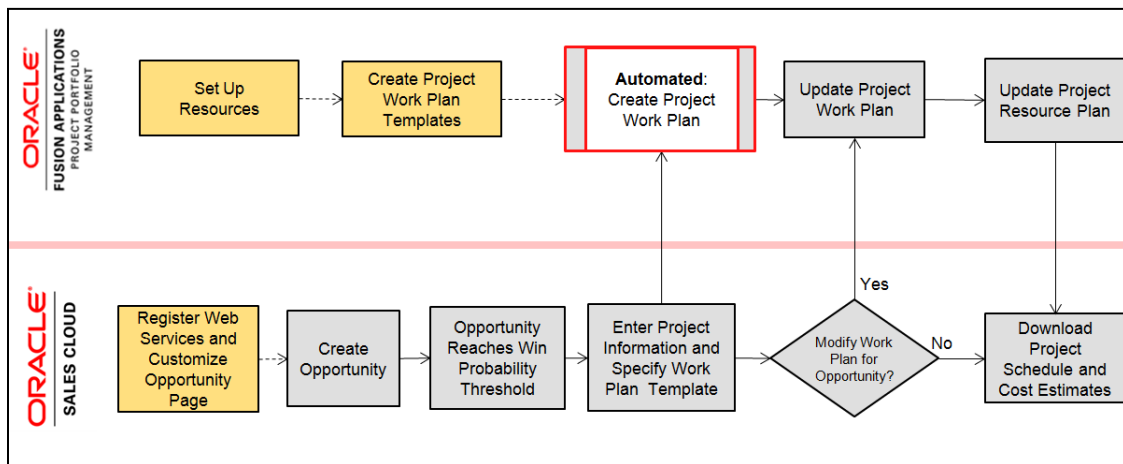 ORACLE®
FUSION APPLICATIONS
PROJECT PORTFOLIO
MANAGEMENT
Set Up
Resources
Create Project
Work Plan
Templates
Automated:
Create Project
Work Plan
Update Project
Work Plan
Update Project
Resource Plan
ORACLE®
SALES CLOUD
Register Web
Services and
Customize
Opportunity
Page
Create
Opportunity
Opportunity
Reaches Win
Probability
Threshold
Enter Project
Information and
Specify Work
Plan Template
Modify Work
Plan for
Opportunity?
Yes
No
Download
Project
Schedule and
Cost Estimates